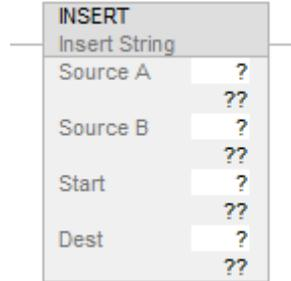 INSERT
Insert String
Source A ?
??
Source B ?
??
Start ?
??
Dest ?
??